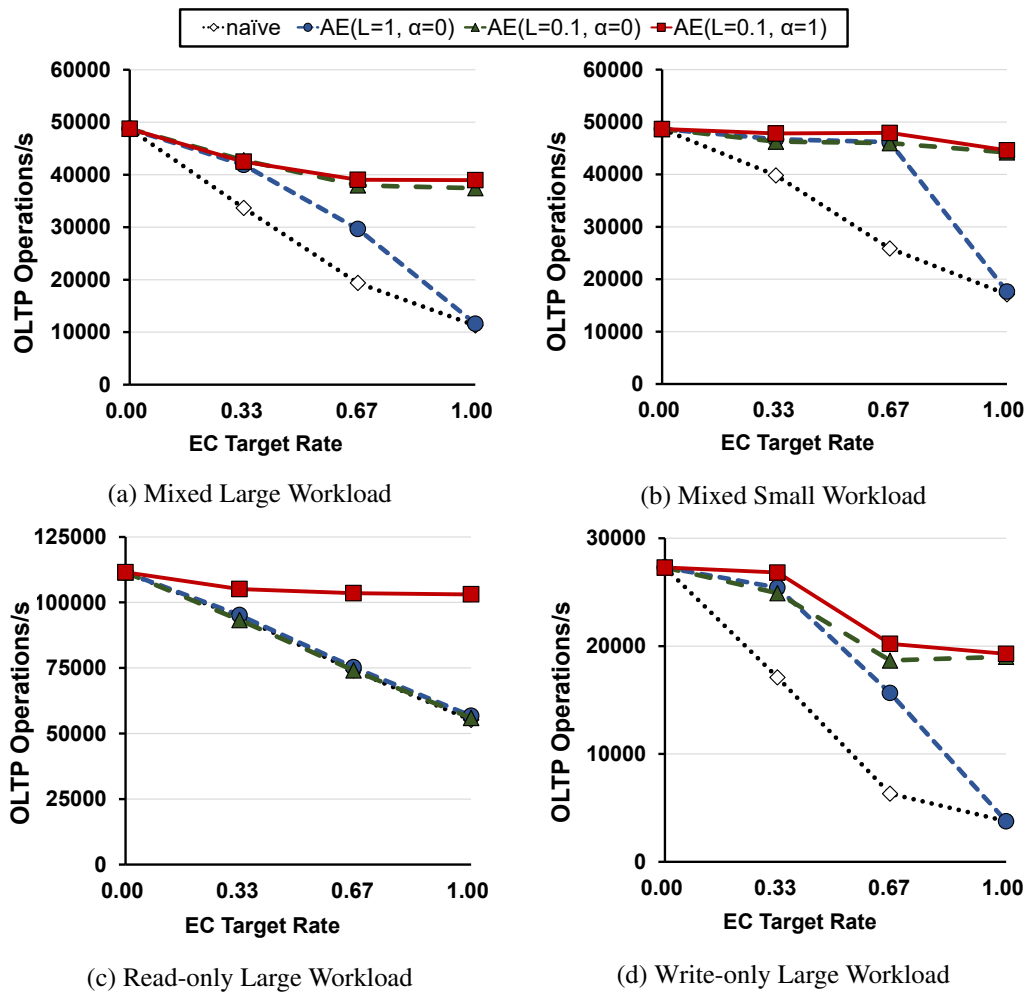 naïve AE(L=1, α=0) AE(L=0.1, α=0) AE(L=0.1, α=1)
60000
50000
40000
30000
20000
10000
0
OLTP Operations/s
0.00 0.33 0.67 1.00
EC Target Rate
(a) Mixed Large Workload
60000
50000
40000
30000
20000
10000
0
OLTP Operations/s
0.00 0.33 0.67 1.00
EC Target Rate
(b) Mixed Small Workload
125000
100000
75000
50000
25000
0
OLTP Operations/s
0.00 0.33 0.67 1.00
EC Target Rate
(c) Read-only Large Workload
30000
20000
10000
0
OLTP Operations/s
0.00 0.33 0.67 1.00
EC Target Rate
(d) Write-only Large Workload